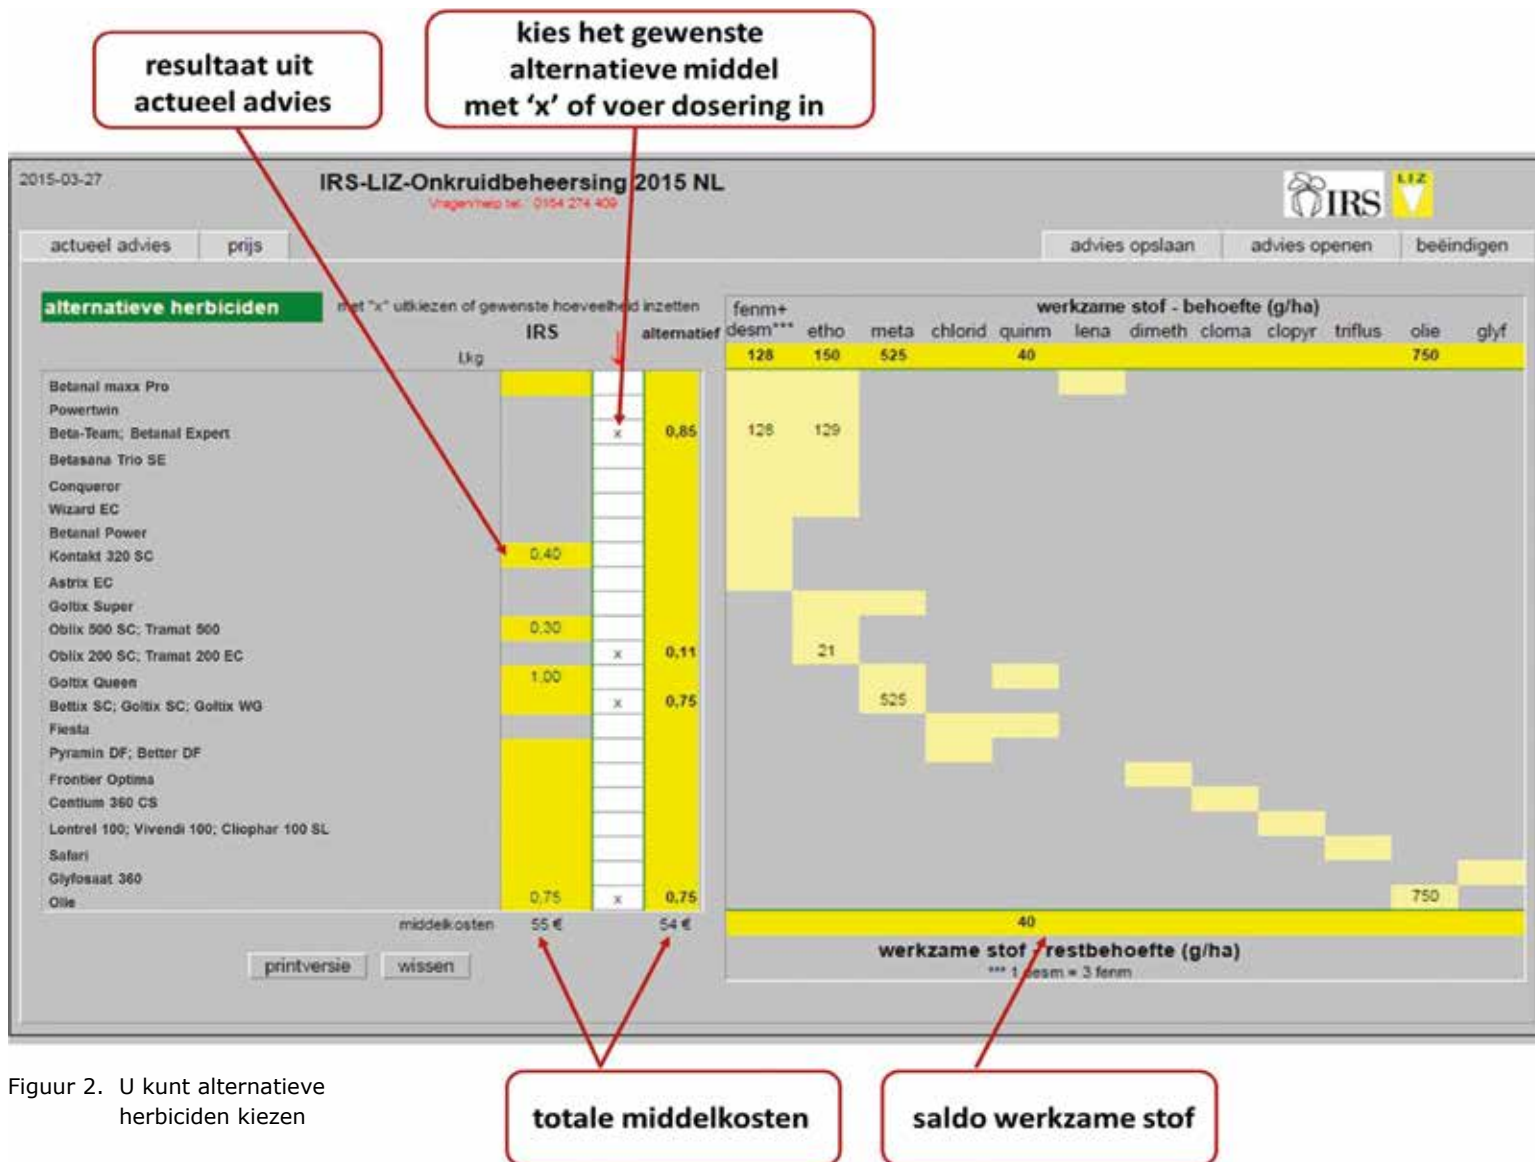 resultaat uit
actueel advies
kies het gewenste
alternatieve middel
met ‘x’ of voer dosering in
2015-03-27
IRS-LIZ-Onkruidbeheersing 2015 NL
Vragen/help tel. 0164 274 409
IRS
LIZ
actueel advies prijs advies opslaan advies openen beëindigen
alternatieve herbiciden met "x" uitkiezen of gewenste hoeveelheid inzetten
IRS alternatief
l,kg
werkzame stof - behoefte (g/ha)
fenm+
desm*** etho meta chlorid quinm lena dimeth cloma clopyr triflus olie glyf
128 150 525 40 750
Betanal maxx Pro
Powertwin
Beta-Team; Betanal Expert x 0,85 128 129
Betasana Trio SE
Conqueror
Wizard EC
Betanal Power
Kontakt 320 SC 0,40
Astrix EC
Goltix Super
Oblix 500 SC; Tramat 500 0,30
Oblix 200 SC; Tramat 200 EC x 0,11 21
Goltix Queen 1,00
Bettix SC; Goltix SC; Goltix WG x 0,75 525
Fiesta
Pyramin DF; Better DF
Frontier Optima
Centium 360 CS
Lontrel 100; Vivendi 100; Cliophar 100 SL
Safari
Glyfosaat 360
Olie 0,75 x 0,75 750
middelkosten 55 € 54 € 40
werkzame stof - restbehoefte (g/ha)
*** 1 desm = 3 fenm
printversie wissen
Figuur 2. U kunt alternatieve
herbiciden kiezen
totale middelkosten
saldo werkzame stof